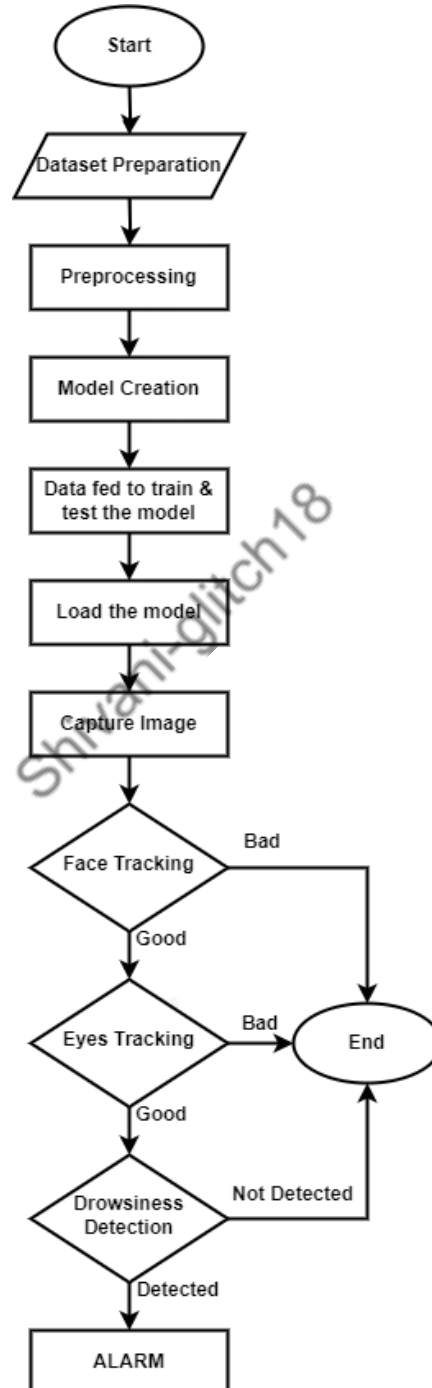 Start
Dataset Preparation
Preprocessing
Model Creation
Data fed to train &
test the model
Load the model
Shivani-glitch18
Capture Image
Face Tracking
Bad
Good
Eyes Tracking
Bad
End
Good
Drowsiness
Detection
Not Detected
Detected
ALARM